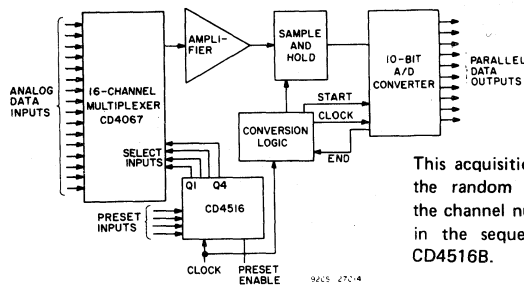 AMPLI-
FIER
SAMPLE
AND
HOLD
10-BIT
A/D
CONVERTER
PARALLEL
DATA
OUTPUTS
ANALOG
DATA
INPUTS
16-CHANNEL
MULTIPLEXER
CD4067
START
CLOCK
END
CONVERSION
LOGIC
SELECT
INPUTS
Q1 Q4
CD4516
PRESET
INPUTS
CLOCK
PRESET
ENABLE
This acquisitio
the random
the channel nu
in the seque
CD4516B.